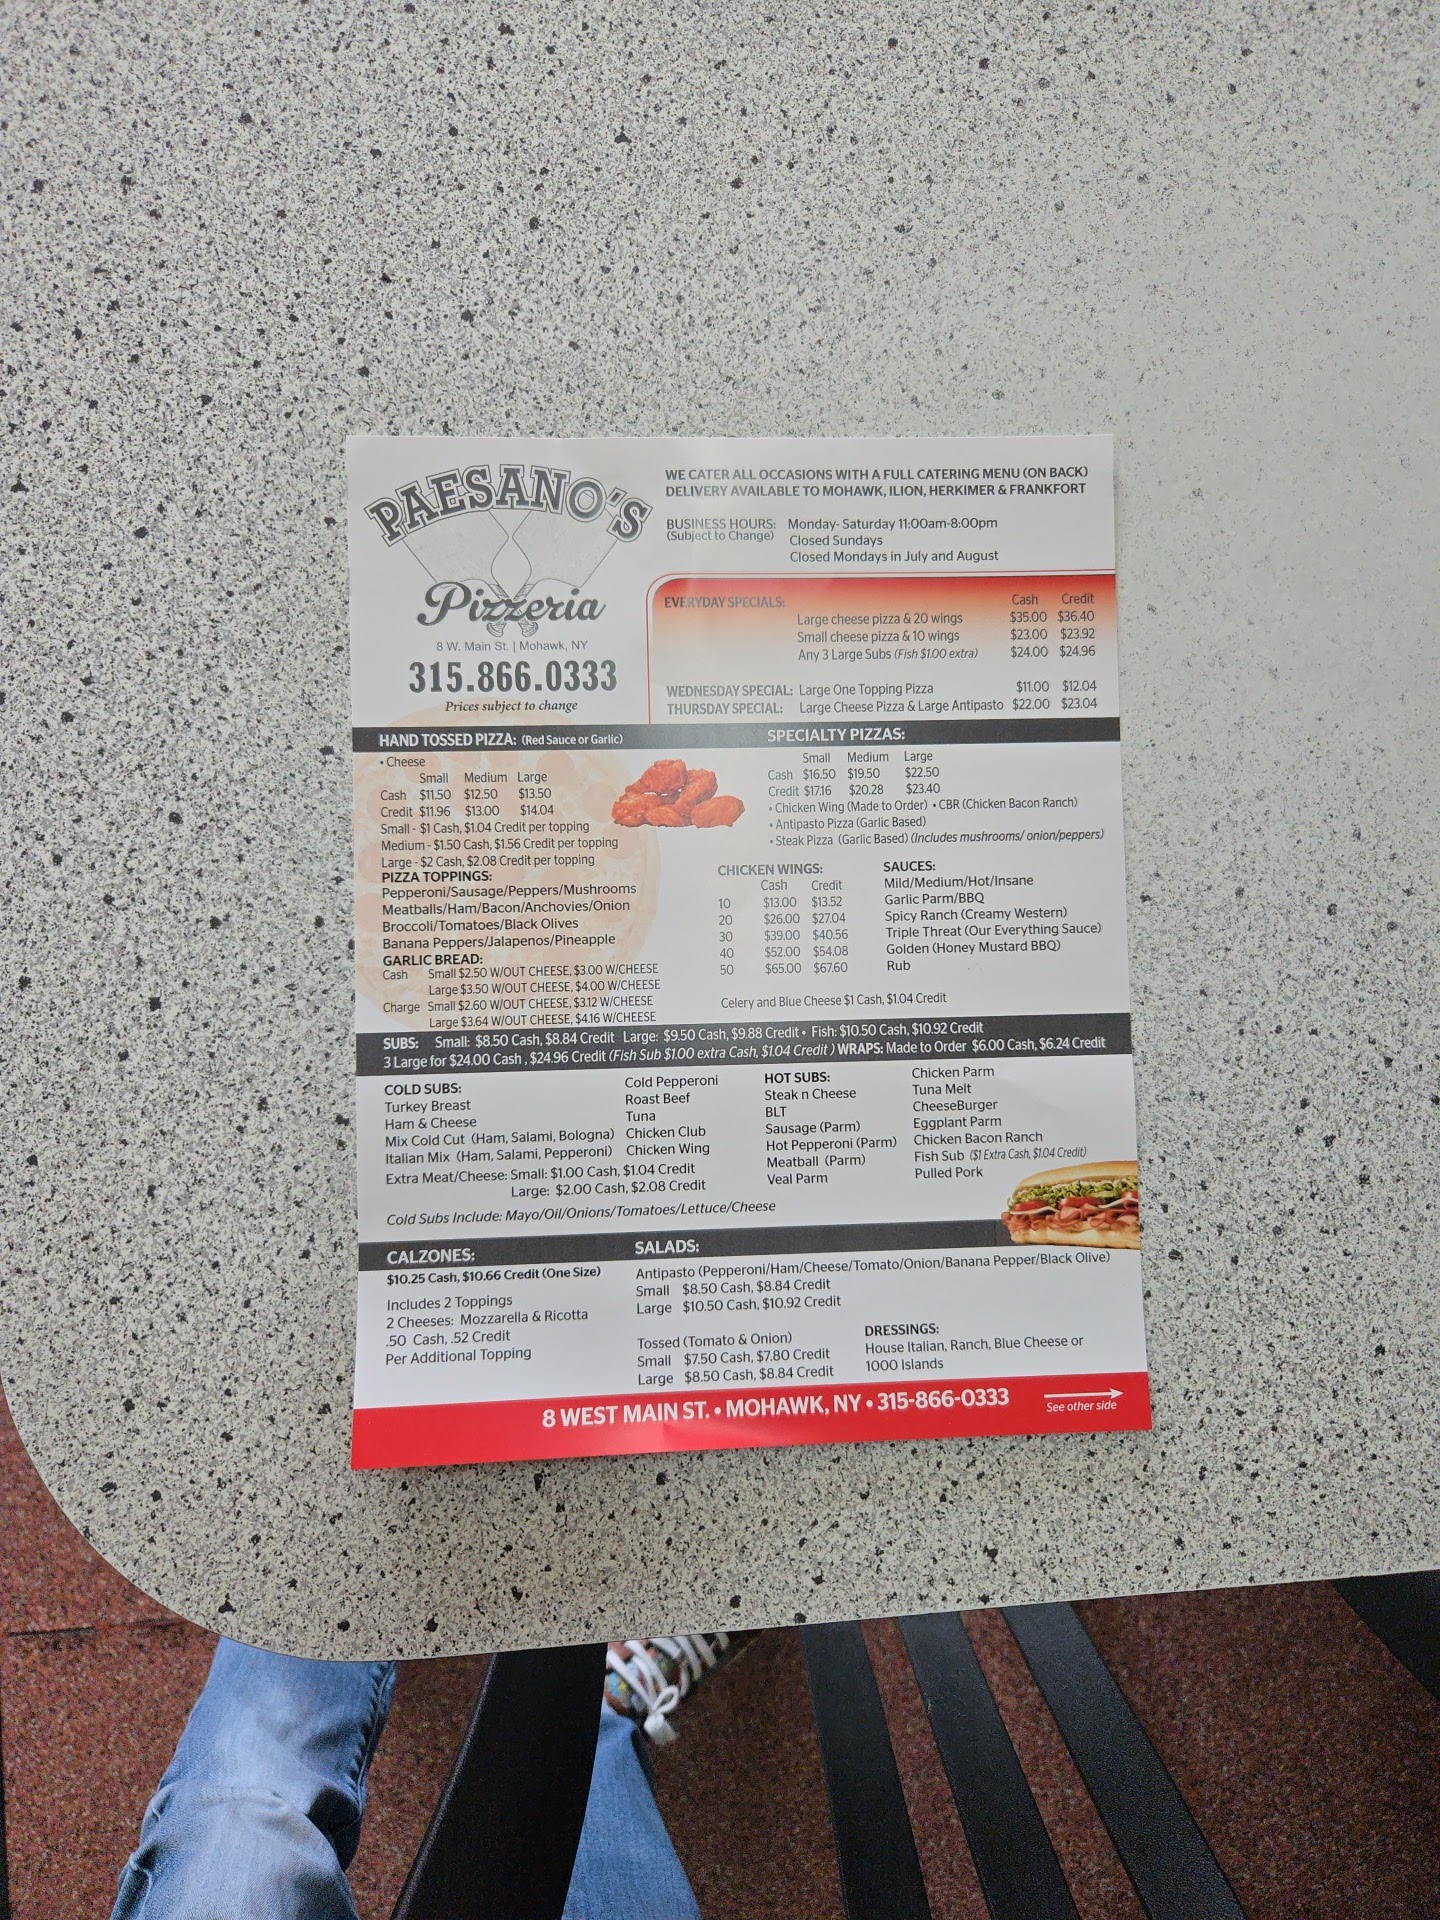 PAESANO'S
Pizzeria
8 W. Main St. | Mohawk, NY
315.866.0333
Prices subject to change
WE CATER ALL OCCASIONS WITH A FULL CATERING MENU (ON BACK)
DELIVERY AVAILABLE TO MOHAWK, ILION, HERKIMER & FRANKFORT
BUSINESS HOURS: Monday- Saturday 11:00am-8:00pm
(Subject to Change) Closed Sundays
Closed Mondays in July and August
EVERYDAY SPECIALS: Cash Credit
Large cheese pizza & 20 wings $35.00 $36.40
Small cheese pizza & 10 wings $23.00 $23.92
Any 3 Large Subs (Fish $1.00 extra) $24.00 $24.96
WEDNESDAY SPECIAL: Large One Topping Pizza $11.00 $12.04
THURSDAY SPECIAL: Large Cheese Pizza & Large Antipasto $22.00 $23.04
HAND TOSSED PIZZA: (Red Sauce or Garlic)
• Cheese
Small Medium Large
Cash $11.50 $12.50 $13.50
Credit $11.96 $13.00 $14.04
Small - $1 Cash, $1.04 Credit per topping
Medium - $1.50 Cash, $1.56 Credit per topping
Large - $2 Cash, $2.08 Credit per topping
PIZZA TOPPINGS:
Pepperoni/Sausage/Peppers/Mushrooms
Meatballs/Ham/Bacon/Anchovies/Onion
Broccoli/Tomatoes/Black Olives
Banana Peppers/Jalapenos/Pineapple
GARLIC BREAD:
Cash Small $2.50 W/OUT CHEESE, $3.00 W/CHEESE
Large $3.50 W/OUT CHEESE, $4.00 W/CHEESE
Charge Small $2.60 W/OUT CHEESE, $3.12 W/CHEESE
Large $3.64 W/OUT CHEESE, $4.16 W/CHEESE
SPECIALTY PIZZAS:
Small Medium Large
Cash $16.50 $19.50 $22.50
Credit $17.16 $20.28 $23.40
• Chicken Wing (Made to Order) • CBR (Chicken Bacon Ranch)
• Antipasto Pizza (Garlic Based)
• Steak Pizza (Garlic Based) (Includes mushrooms/ onion/peppers)
CHICKEN WINGS:
Cash Credit
10 $13.00 $13.52
20 $26.00 $27.04
30 $39.00 $40.56
40 $52.00 $54.08
50 $65.00 $67.60
SAUCES:
Mild/Medium/Hot/Insane
Garlic Parm/BBQ
Spicy Ranch (Creamy Western)
Triple Threat (Our Everything Sauce)
Golden (Honey Mustard BBQ)
Rub
Celery and Blue Cheese $1 Cash, $1.04 Credit
SUBS: Small: $8.50 Cash, $8.84 Credit Large: $9.50 Cash, $9.88 Credit • Fish: $10.50 Cash, $10.92 Credit
3 Large for $24.00 Cash , $24.96 Credit (Fish Sub $1.00 extra Cash, $1.04 Credit ) WRAPS: Made to Order $6.00 Cash, $6.24 Credit
COLD SUBS:
Turkey Breast
Ham & Cheese
Mix Cold Cut (Ham, Salami, Bologna)
Italian Mix (Ham, Salami, Pepperoni)
Cold Pepperoni
Roast Beef
Tuna
Chicken Club
Chicken Wing
Extra Meat/Cheese: Small: $1.00 Cash, $1.04 Credit
Large: $2.00 Cash, $2.08 Credit
Cold Subs Include: Mayo/Oil/Onions/Tomatoes/Lettuce/Cheese
HOT SUBS:
Steak n Cheese
BLT
Sausage (Parm)
Hot Pepperoni (Parm)
Meatball (Parm)
Veal Parm
Chicken Parm
Tuna Melt
CheeseBurger
Eggplant Parm
Chicken Bacon Ranch
Fish Sub ($1 Extra Cash, $1.04 Credit)
Pulled Pork
CALZONES:
$10.25 Cash, $10.66 Credit (One Size)
Includes 2 Toppings
2 Cheeses: Mozzarella & Ricotta
.50 Cash, .52 Credit
Per Additional Topping
SALADS:
Antipasto (Pepperoni/Ham/Cheese/Tomato/Onion/Banana Pepper/Black Olive)
Small $8.50 Cash, $8.84 Credit
Large $10.50 Cash, $10.92 Credit
Tossed (Tomato & Onion)
Small $7.50 Cash, $7.80 Credit
Large $8.50 Cash, $8.84 Credit
DRESSINGS:
House Italian, Ranch, Blue Cheese or
1000 Islands
8 WEST MAIN ST. • MOHAWK, NY • 315-866-0333
See other side